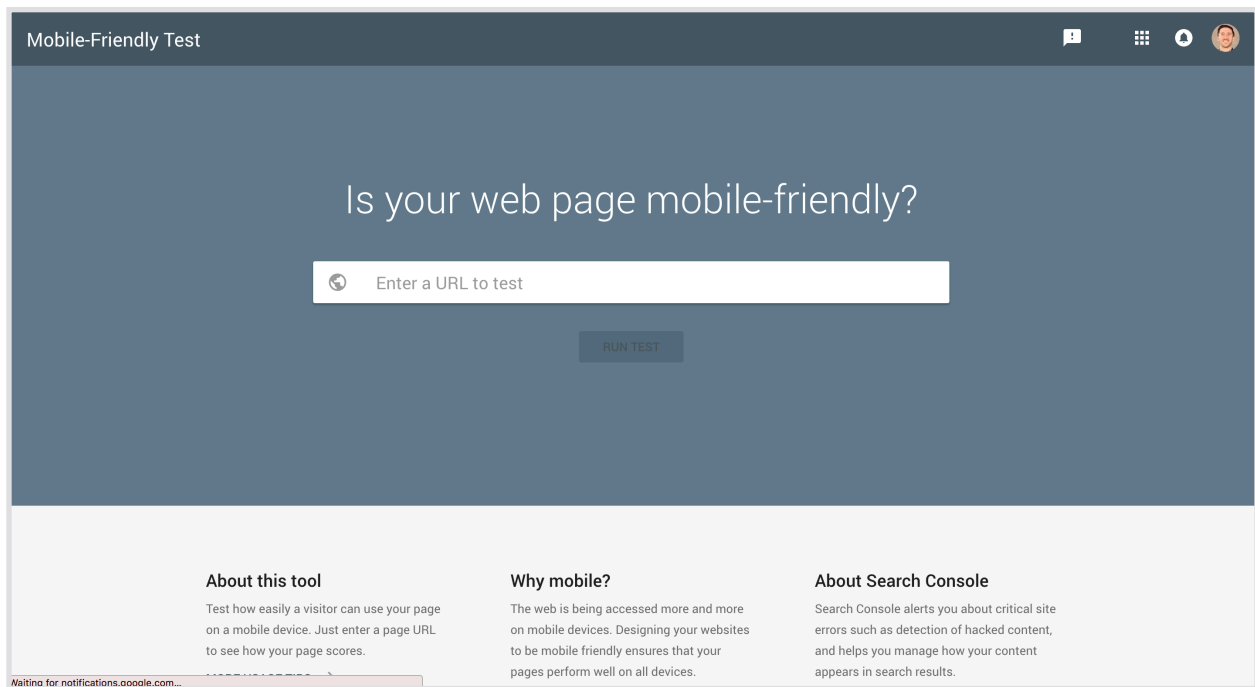 Mobile-Friendly Test
Is your web page mobile-friendly?
Enter a URL to test
RUN TEST
About this tool
Test how easily a visitor can use your page
on a mobile device. Just enter a page URL
to see how your page scores.
MORE USAGE TIPS
Why mobile?
The web is being accessed more and more
on mobile devices. Designing your websites
to be mobile friendly ensures that your
pages perform well on all devices.
About Search Console
Search Console alerts you about critical site
errors such as detection of hacked content,
and helps you manage how your content
appears in search results.
Waiting for notifications.google.com...